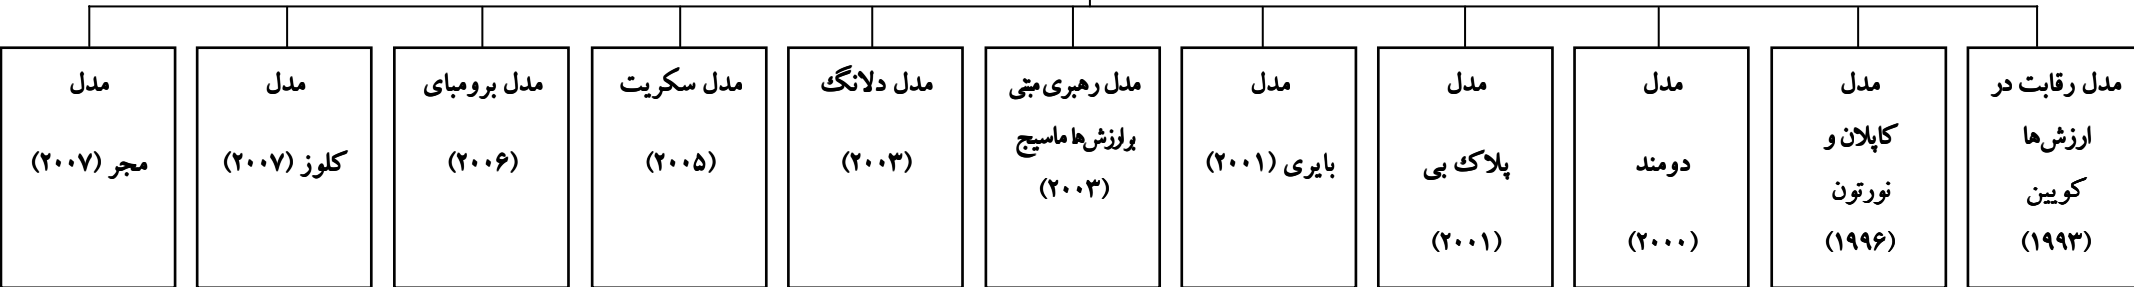 مدل رقابت در
ارزش‌ها
کویین
(۱۹۹۳)
مدل
کاپلان و
نورتون
(۱۹۹۶)
مدل
دومند
(۲۰۰۰)
مدل
پلاک بی
(۲۰۰۱)
مدل
بایری (۲۰۰۱)
مدل رهبری مبتنی
برارزش‌ها ماسیج
(۲۰۰۳)
مدل دلانگ
(۲۰۰۳)
مدل سکریت
(۲۰۰۵)
مدل برومبای
(۲۰۰۶)
مدل
کلوز (۲۰۰۷)
مدل
مجر (۲۰۰۷)